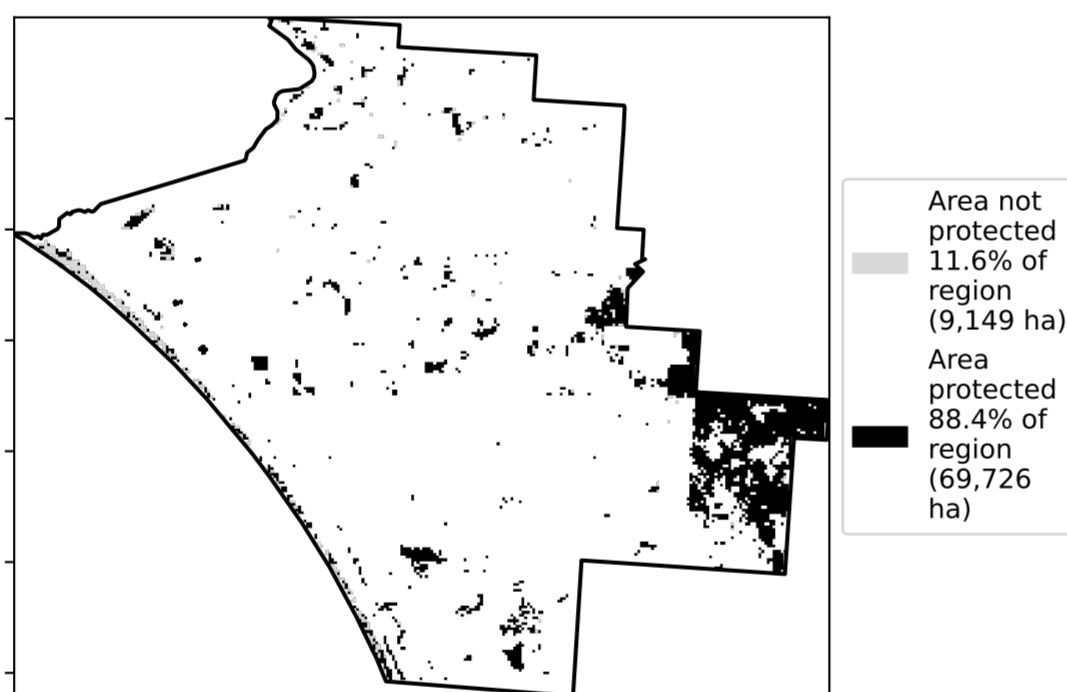 Area not
protected
11.6% of
region
(9,149 ha)
Area
protected
88.4% of
region
(69,726
ha)